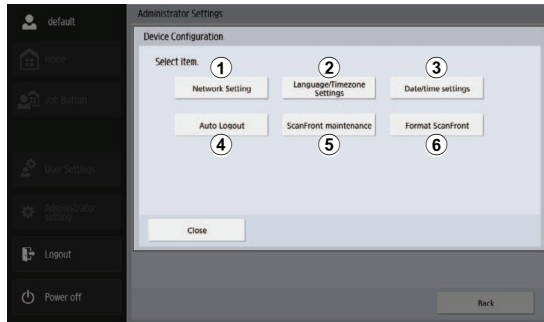 default
Administrator Settings
Device Configuration
Home
Select item.
1
2
3
Network Setting
Language/Timezone
Settings
Date/time settings
Job Button
Auto Logout
ScanFront maintenance
Format ScanFront
4
5
6
User Settings
Administrator
setting
Close
Logout
Power off
Back